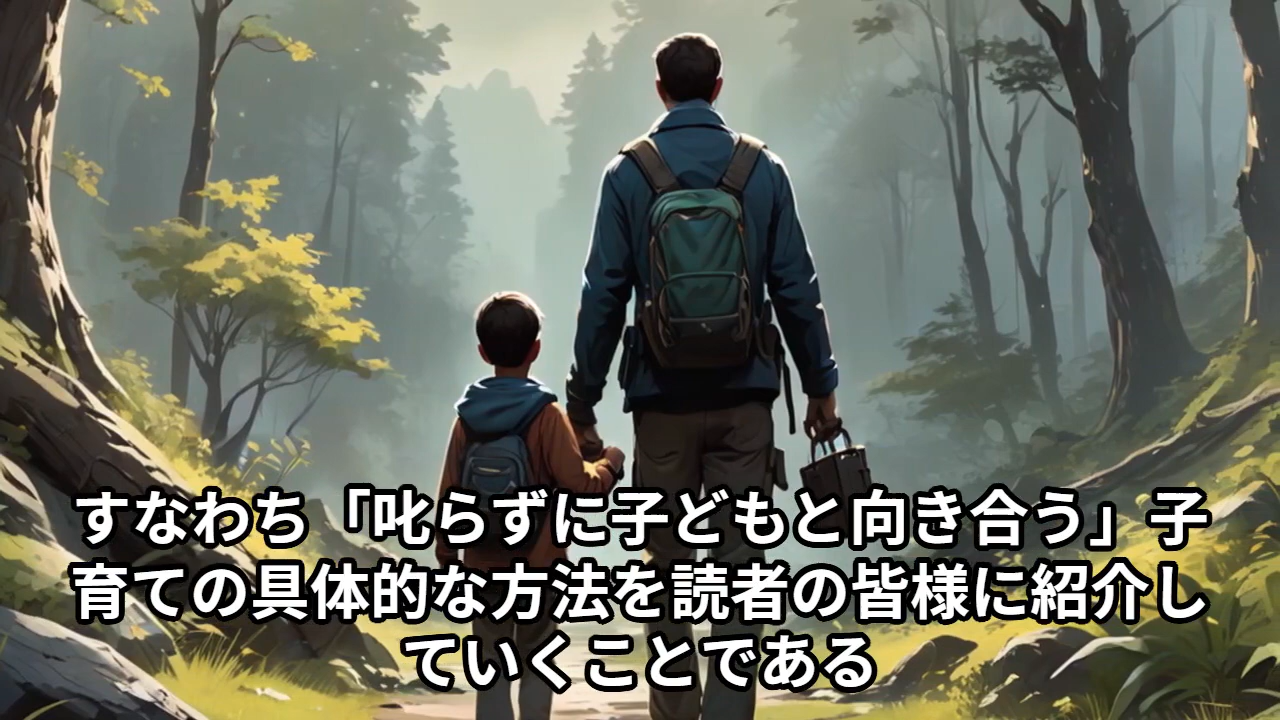 すなわち「叱らずに子どもと向き合う」子
育ての具体的な方法を読者の皆様に紹介し
ていくことである